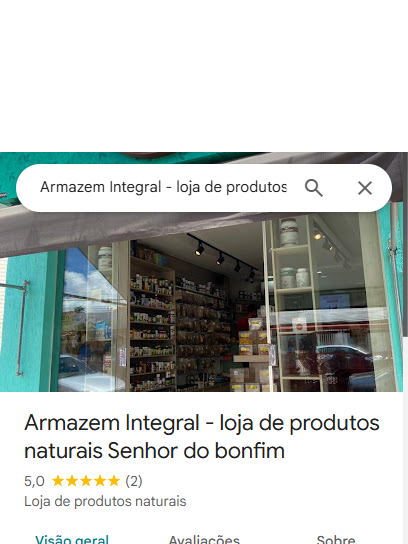 Armazem Integral - loja de produtos
Armazem Integral - loja de produtos
naturais Senhor do bonfim
5,0 (2)
Loja de produtos naturais
Visão geral Avaliações Sobre